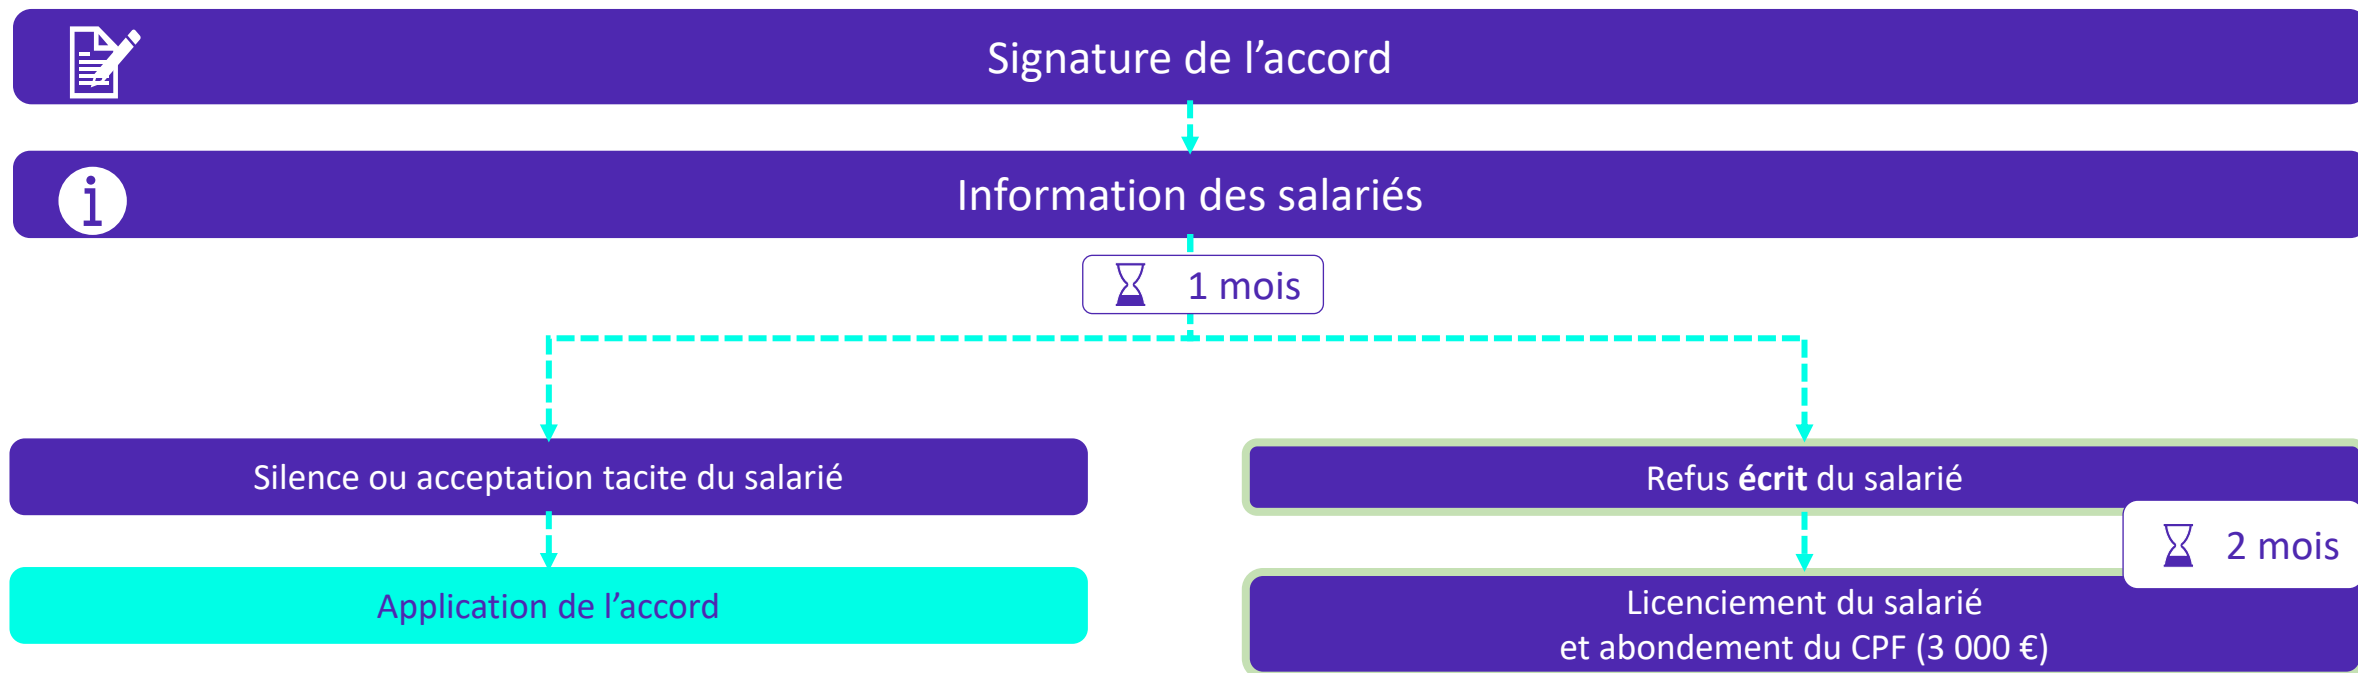 Signature de l’accord
Information des salariés
1 mois
Silence ou acceptation tacite du salarié
Refus écrit du salarié
2 mois
Application de l’accord
Licenciement du salarié
et abondement du CPF (3 000 €)